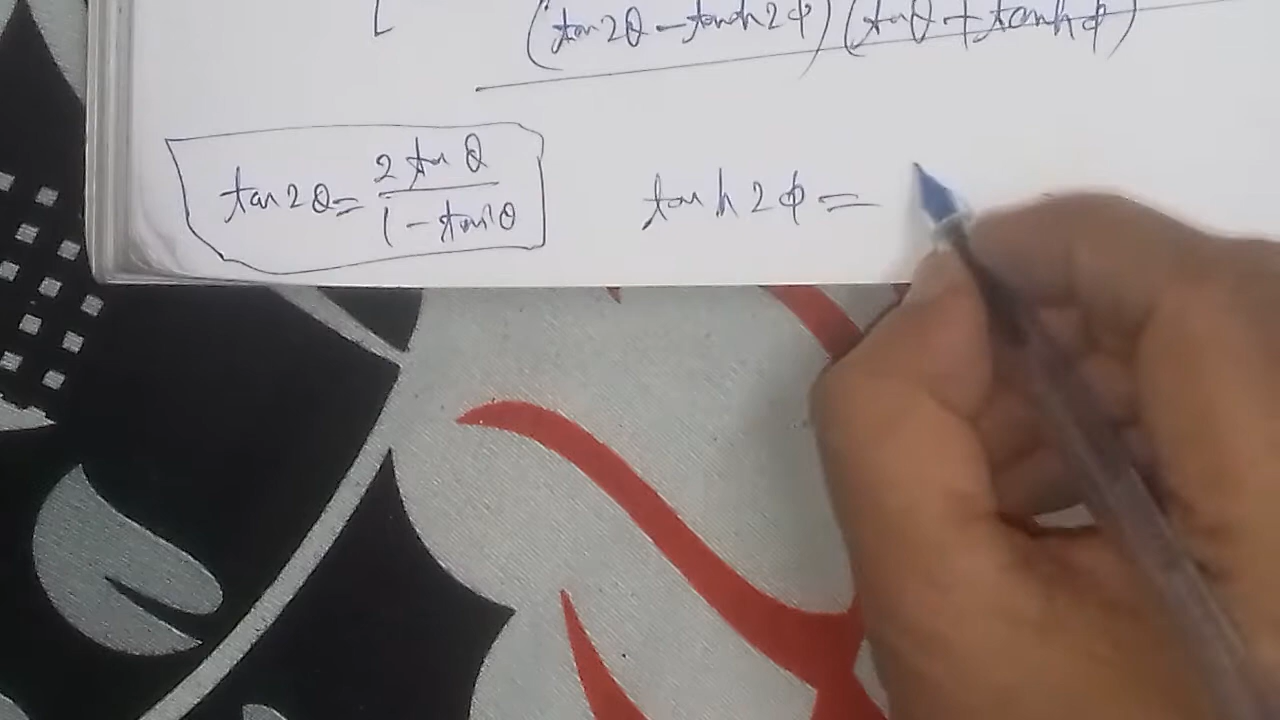 (tan 2θ - tanh 2φ) (tanθ + tanh φ)
tan 2θ = 2 tan θ / 1 - tan²θ
tanh 2φ =